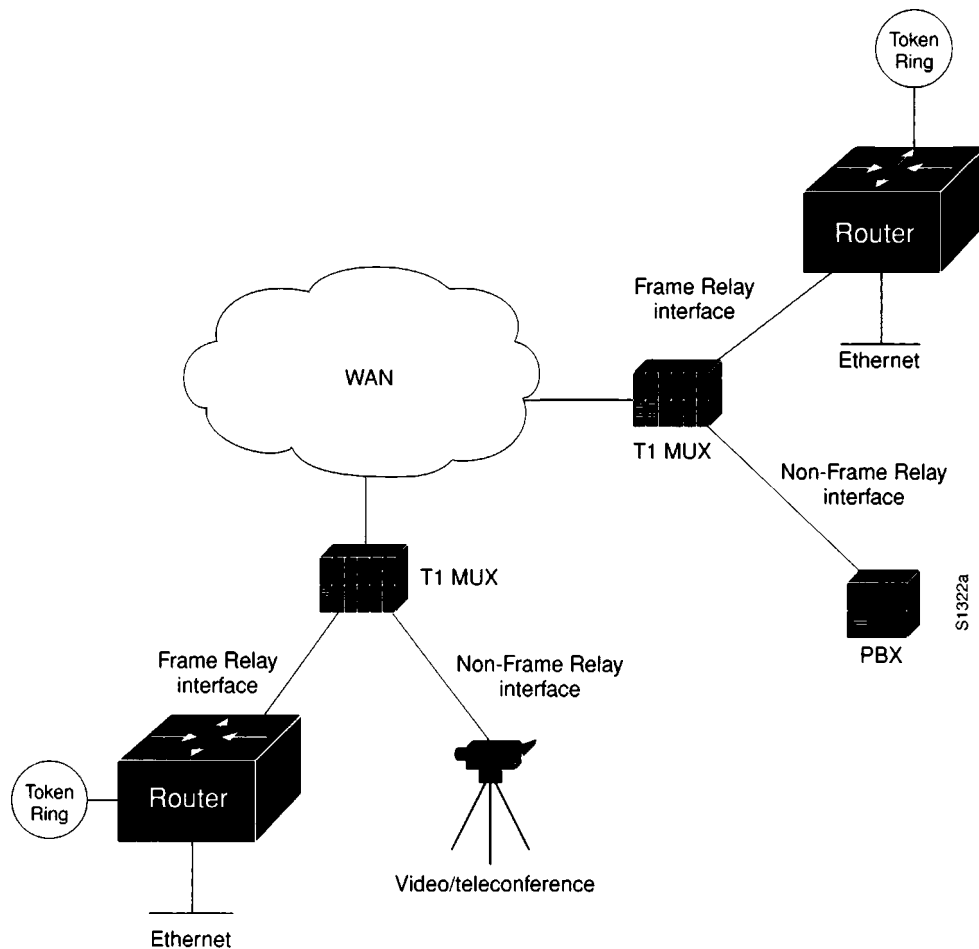 Token
Ring
Router
Frame Relay
interface
Ethernet
WAN
T1 MUX
Non-Frame Relay
interface
T1 MUX
S1322a
PBX
Frame Relay
interface
Non-Frame Relay
interface
Token
Ring
Router
Video/teleconference
Ethernet